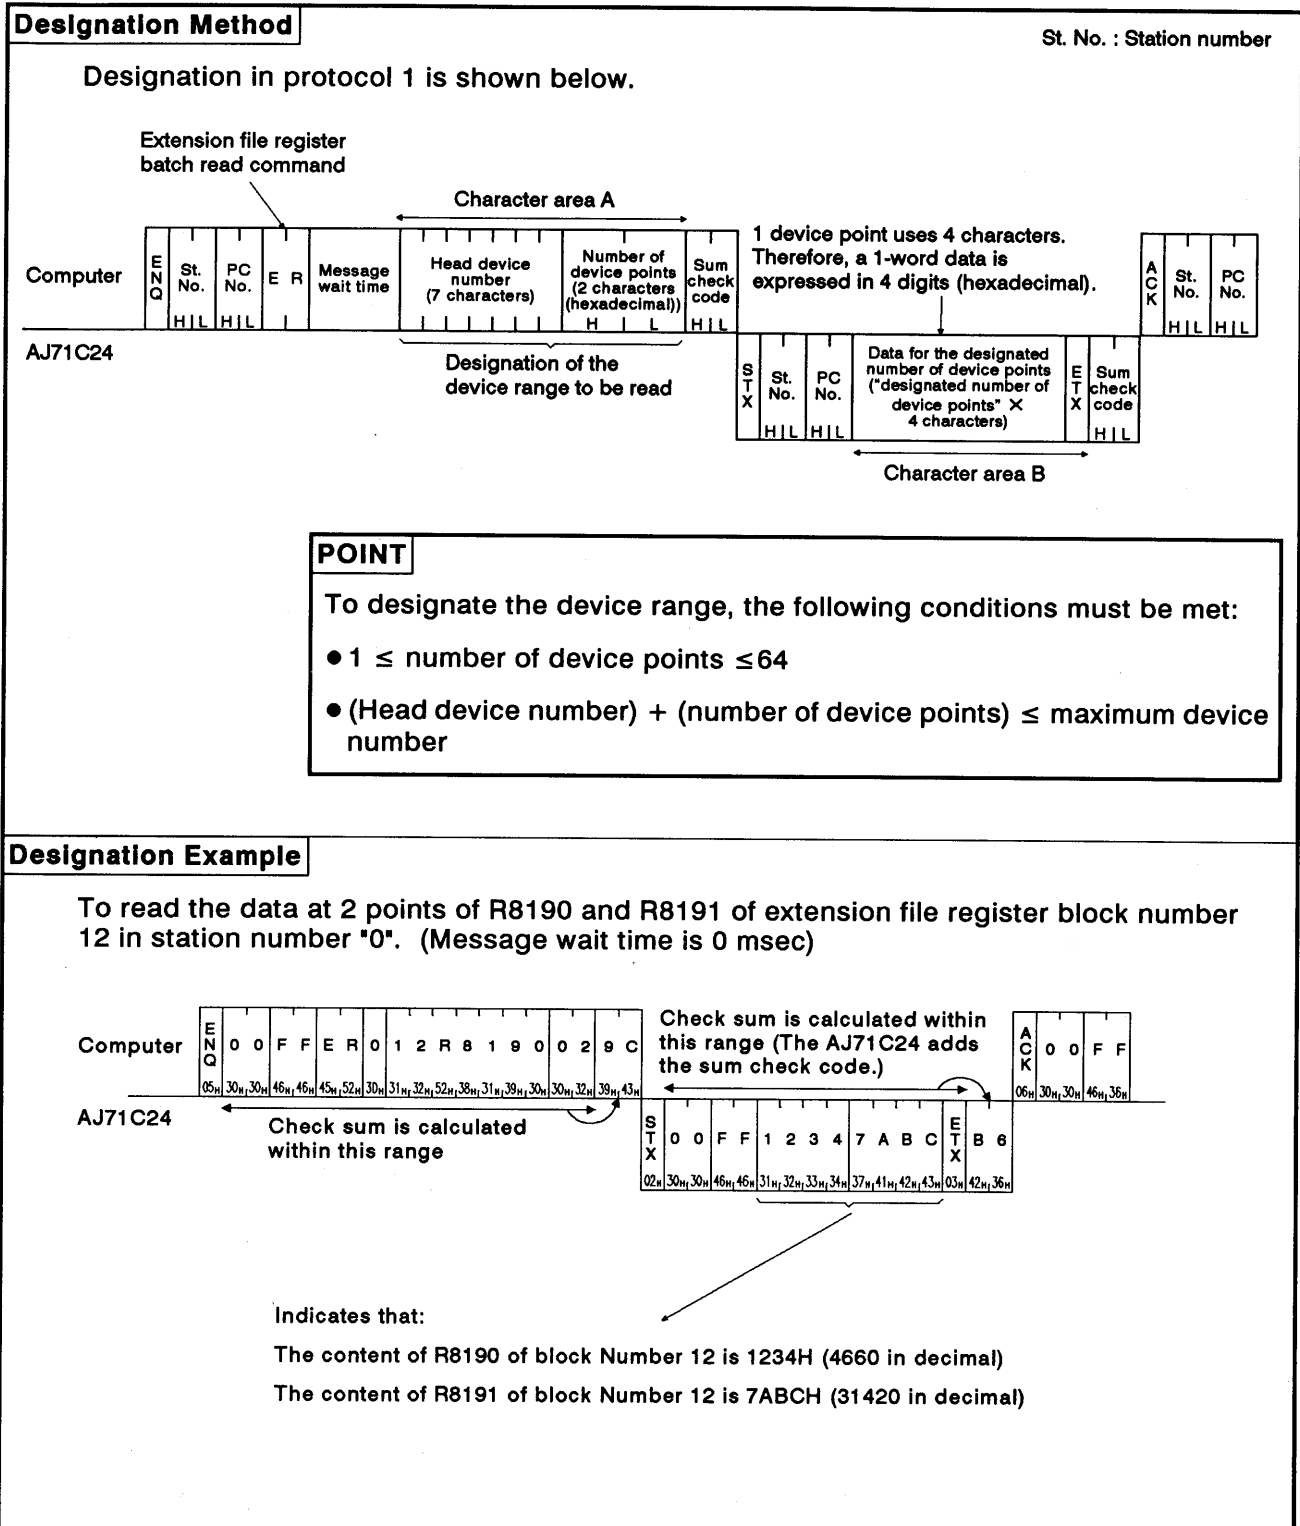 Designation Method
St. No. : Station number
Designation in protocol 1 is shown below.
Extension file register
batch read command
Character area A
Computer
ENQ
St.
No.
H L
PC
No.
H L
E R
Message
wait time
Head device
number
(7 characters)
Number of
device points
(2 characters
(hexadecimal))
H L
Sum
check
code
H L
1 device point uses 4 characters.
Therefore, a 1-word data is
expressed in 4 digits (hexadecimal).
ACK
St.
No.
H L
PC
No.
H L
AJ71C24
Designation of the
device range to be read
STX
St.
No.
H L
PC
No.
H L
Data for the designated
number of device points
("designated number of
device points" X
4 characters)
ETX
Sum
check
code
H L
Character area B
POINT
To designate the device range, the following conditions must be met:
● 1 ≤ number of device points ≤64
● (Head device number) + (number of device points) ≤ maximum device
number
Designation Example
To read the data at 2 points of R8190 and R8191 of extension file register block number
12 in station number "0". (Message wait time is 0 msec)
Computer
ENQ 0 0 F F E R 0 1 2 R 8 1 9 0 0 2 9 C
05H 30H 30H 46H 46H 45H 52H 30H 31H 32H 52H 38H 31H 39H 30H 30H 32H 39H 43H
Check sum is calculated within
this range (The AJ71C24 adds
the sum check code.)
ACK 0 0 F F
06H 30H 30H 46H 36H
AJ71C24
Check sum is calculated
within this range
STX 0 0 F F 1 2 3 4 7 A B C ETX B 6
02H 30H 30H 46H 46H 31H 32H 33H 34H 37H 41H 42H 43H 03H 42H 36H
Indicates that:
The content of R8190 of block Number 12 is 1234H (4660 in decimal)
The content of R8191 of block Number 12 is 7ABCH (31420 in decimal)